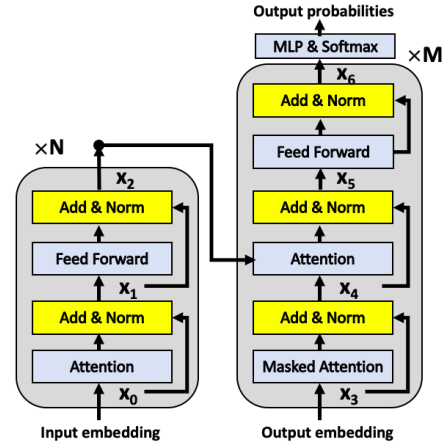 Output probabilities
MLP & Softmax
×M
x6
Add & Norm
Feed Forward
x5
Add & Norm
Attention
x4
Add & Norm
Masked Attention
x3
Output embedding
×N
x2
Add & Norm
Feed Forward
x1
Add & Norm
Attention
x0
Input embedding